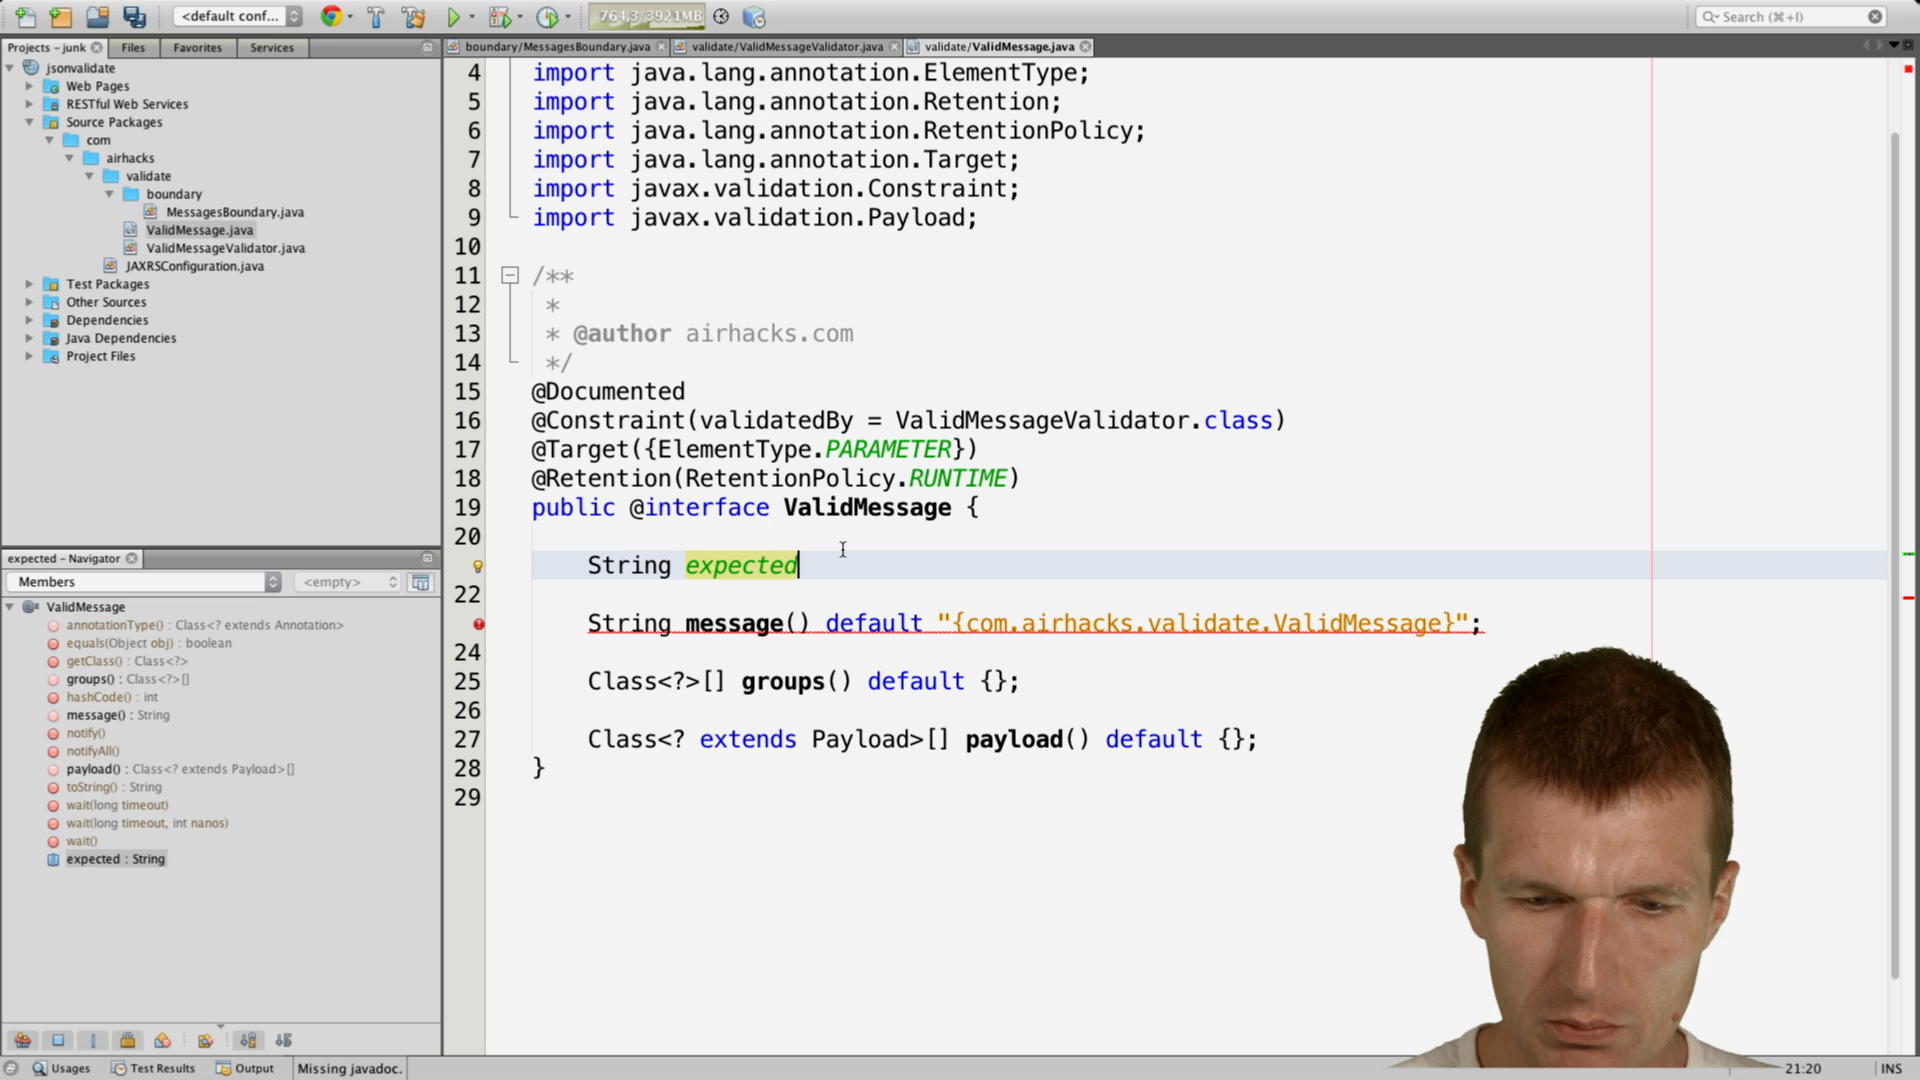 <default conf...
764,3/3921MB
Search (⌘+I)
Projects – junk
Files
Favorites
Services
boundary/MessagesBoundary.java
validate/ValidMessageValidator.java
validate/ValidMessage.java
jsonvalidate
Web Pages
RESTful Web Services
Source Packages
com
airhacks
validate
boundary
MessagesBoundary.java
ValidMessage.java
ValidMessageValidator.java
JAXRSConfiguration.java
Test Packages
Other Sources
Dependencies
Java Dependencies
Project Files
expected – Navigator
Members
<empty>
ValidMessage
annotationType() : Class<? extends Annotation>
equals(Object obj) : boolean
getClass() : Class<?>
groups() : Class<?>[]
hashCode() : int
message() : String
notify()
notifyAll()
payload() : Class<? extends Payload>[]
toString() : String
wait(long timeout)
wait(long timeout, int nanos)
wait()
expected : String
4 import java.lang.annotation.ElementType;
5 import java.lang.annotation.Retention;
6 import java.lang.annotation.RetentionPolicy;
7 import java.lang.annotation.Target;
8 import javax.validation.Constraint;
9 import javax.validation.Payload;
10
11 /**
12 *
13 * @author airhacks.com
14 */
15 @Documented
16 @Constraint(validatedBy = ValidMessageValidator.class)
17 @Target({ElementType.PARAMETER})
18 @Retention(RetentionPolicy.RUNTIME)
19 public @interface ValidMessage {
20
String expected
22
String message() default "{com.airhacks.validate.ValidMessage}";
24
25 Class<?>[] groups() default {};
26
27 Class<? extends Payload>[] payload() default {};
28 }
29
Usages
Test Results
Output
Missing javadoc.
21:20
INS